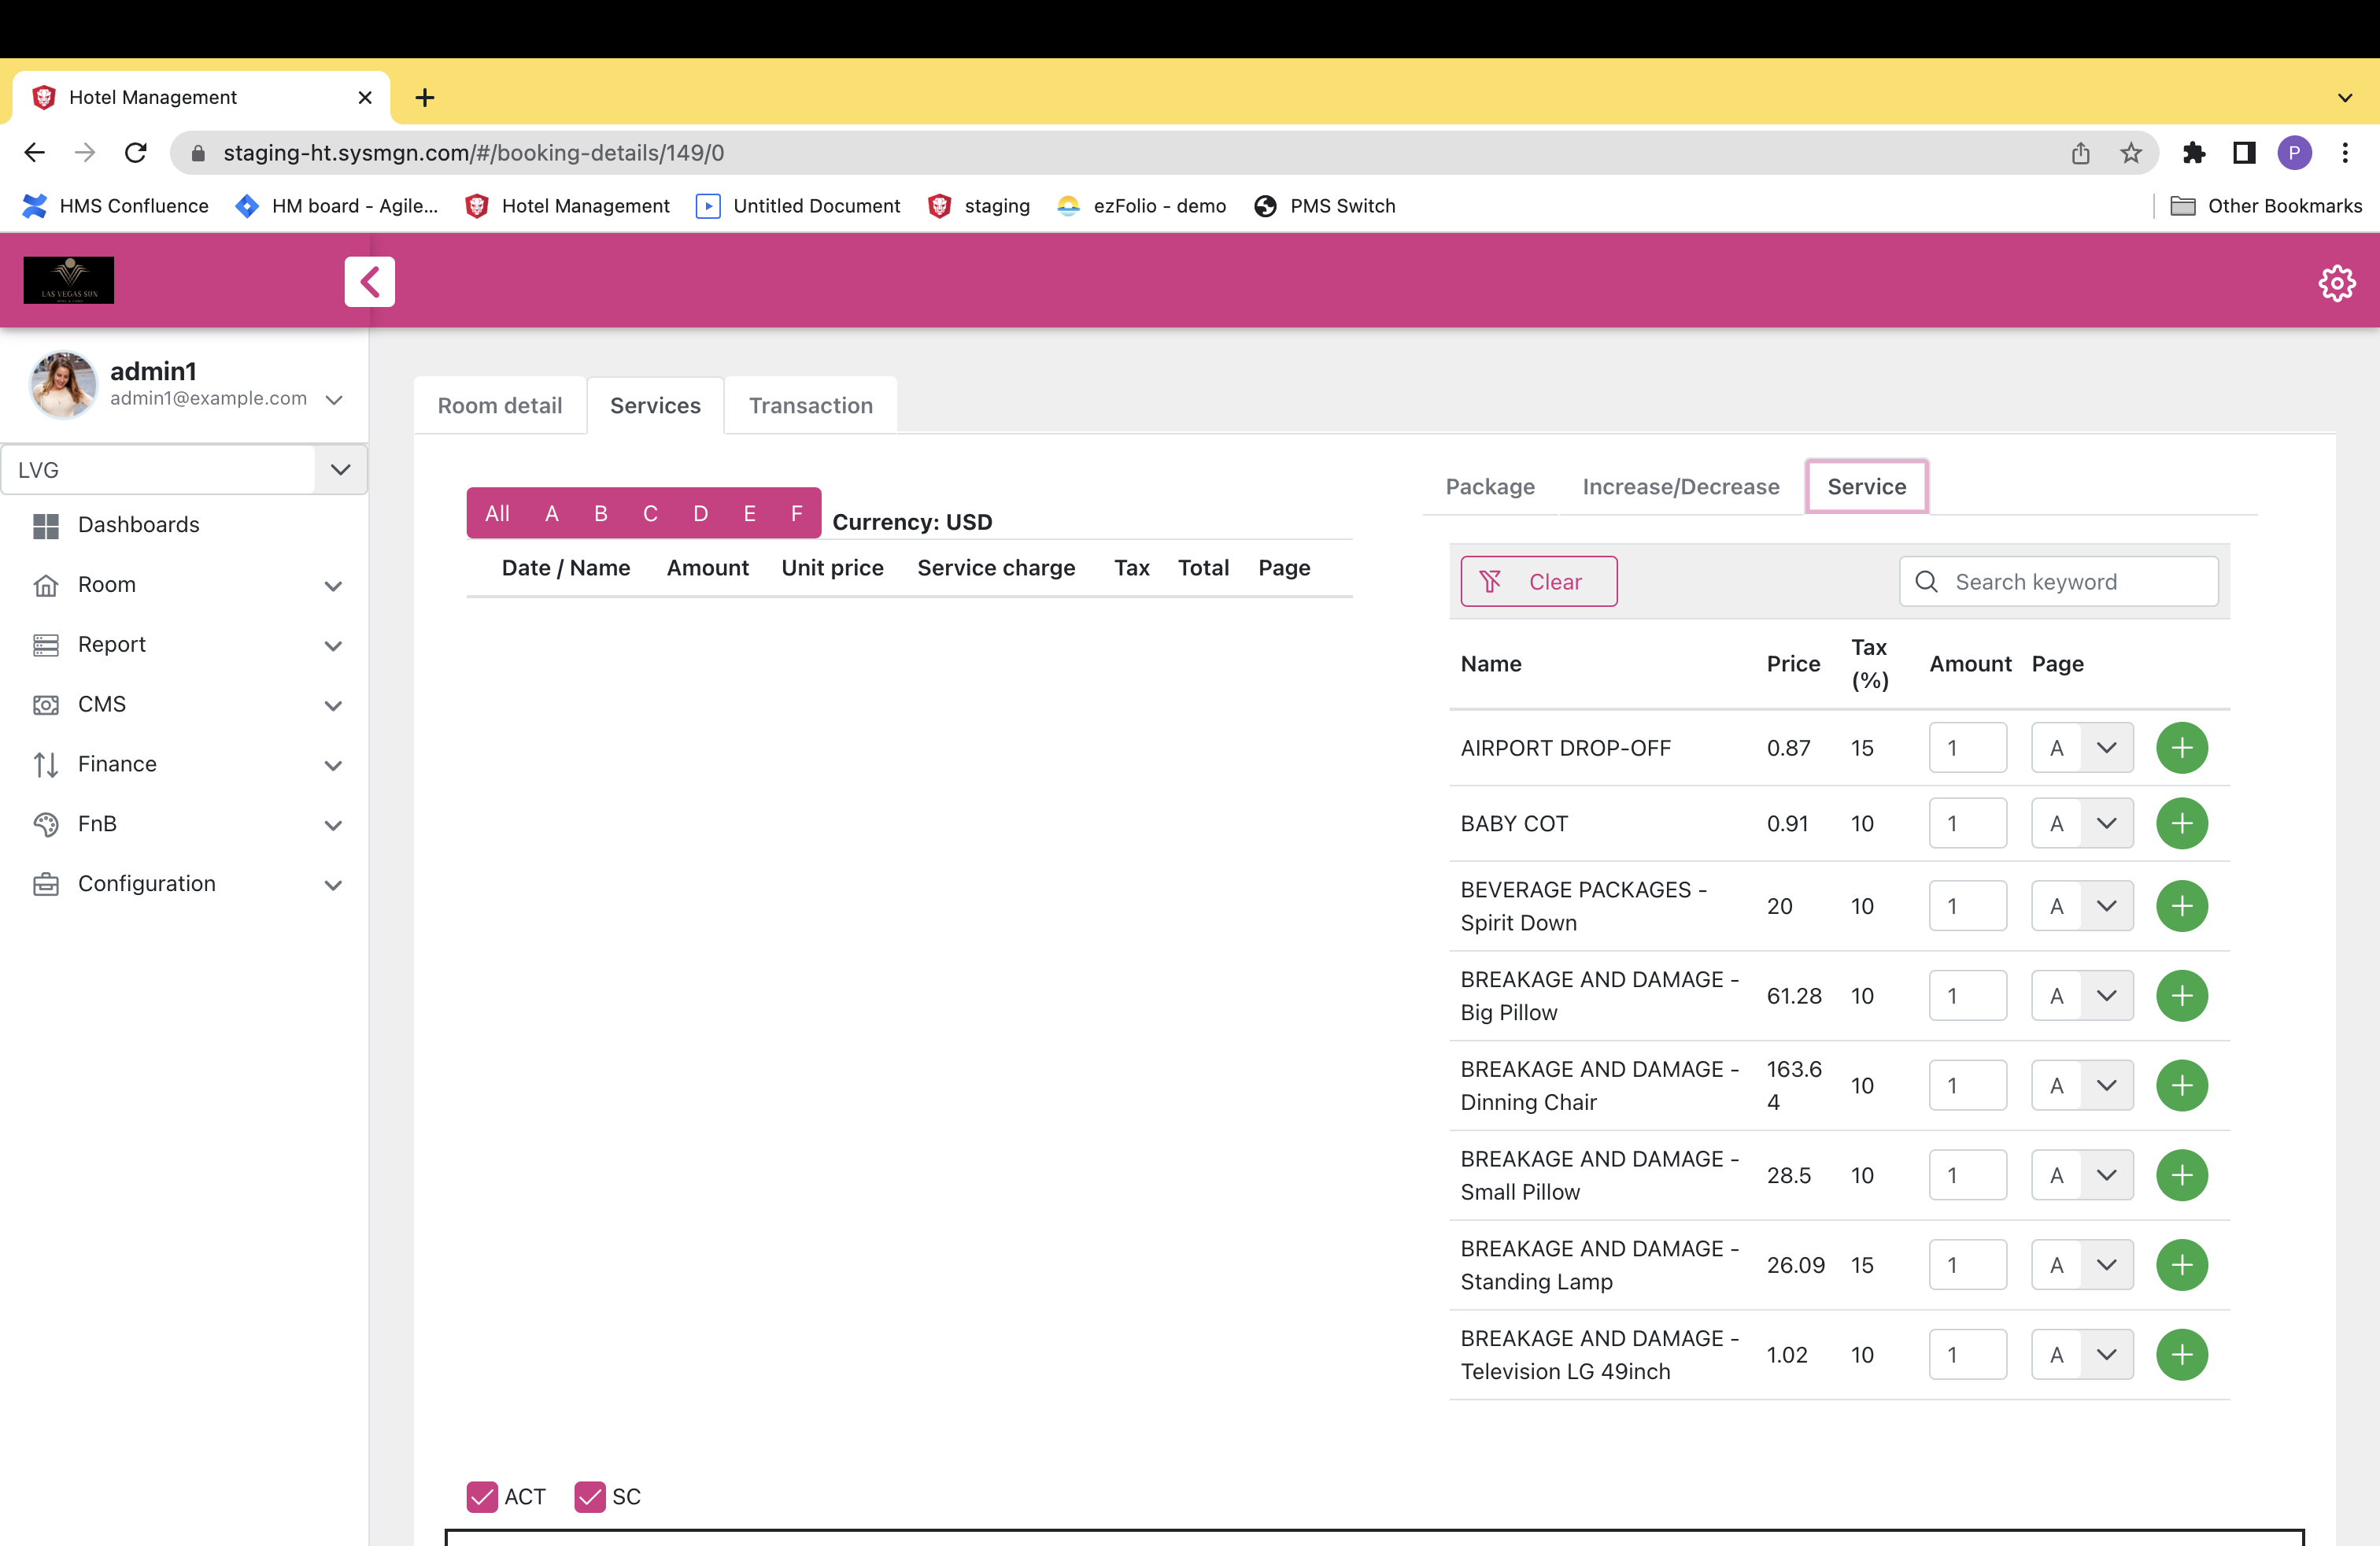 Hotel Management
staging-ht.sysmgn.com/#/booking-details/149/0
P
HMS Confluence
HM board - Agile...
Hotel Management
Untitled Document
staging
ezFolio - demo
PMS Switch
Other Bookmarks
LAS VEGAS SUN
admin1
admin1@example.com
LVG
Dashboards
Room
Report
CMS
Finance
FnB
Configuration
Room detail
Services
Transaction
All A B C D E F
Currency: USD
Date / Name Amount Unit price Service charge Tax Total Page
ACT
SC
Package
Increase/Decrease
Service
Clear
Search keyword
Name Price Tax (%) Amount Page
AIRPORT DROP-OFF 0.87 15 1 A
BABY COT 0.91 10 1 A
BEVERAGE PACKAGES -
Spirit Down 20 10 1 A
BREAKAGE AND DAMAGE -
Big Pillow 61.28 10 1 A
BREAKAGE AND DAMAGE - 163.6
Dinning Chair 4 10 1 A
BREAKAGE AND DAMAGE -
Small Pillow 28.5 10 1 A
BREAKAGE AND DAMAGE -
Standing Lamp 26.09 15 1 A
BREAKAGE AND DAMAGE -
Television LG 49inch 1.02 10 1 A